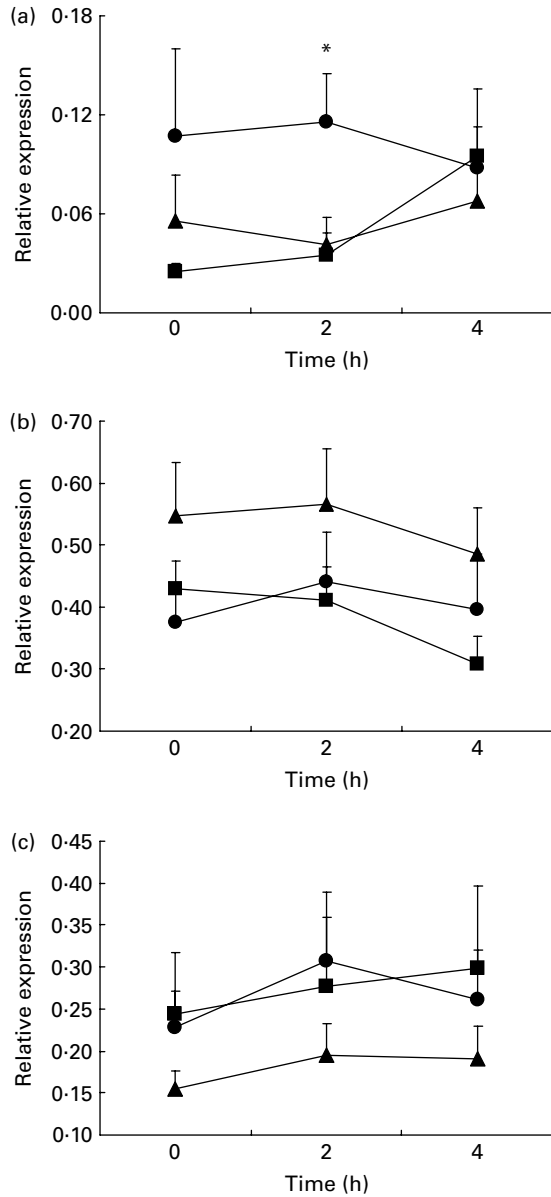 (a)
0·18
*
0·12
0·06
0·00
Relative expression
0 2 4
Time (h)
(b)
0·70
0·60
0·50
0·40
0·30
0·20
Relative expression
0 2 4
Time (h)
(c)
0·45
0·40
0·35
0·30
0·25
0·20
0·15
0·10
Relative expression
0 2 4
Time (h)